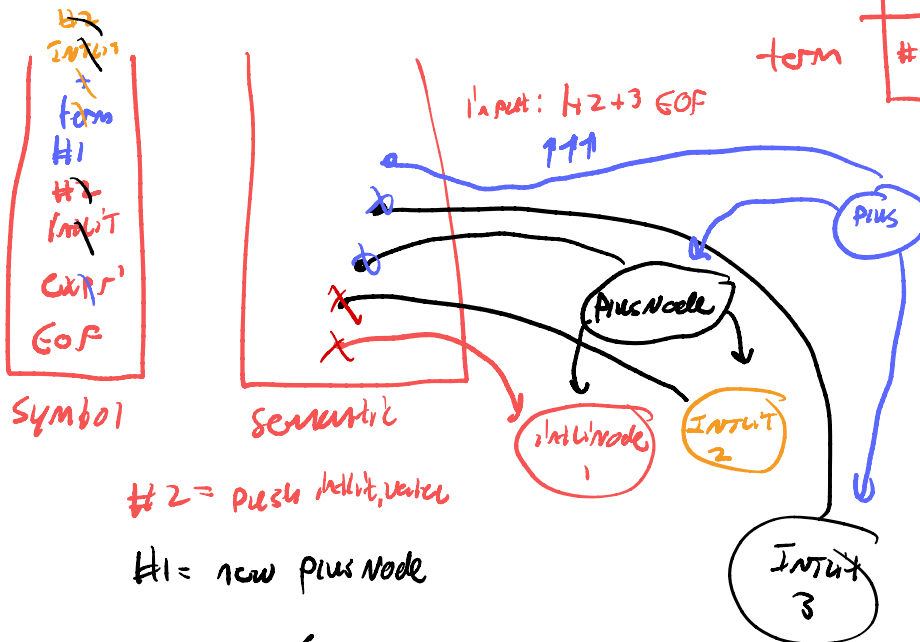 #2
INTLIT
+
term
#1
#2
INTLIT
EXPR'
EOF
Symbol
semantic
input: 1+2+3 EOF
term
#
Plus
PlusNode
intLitNode
1
INTLIT
2
INTLIT
3
#2 = push intlit, value
#1 = new PlusNode